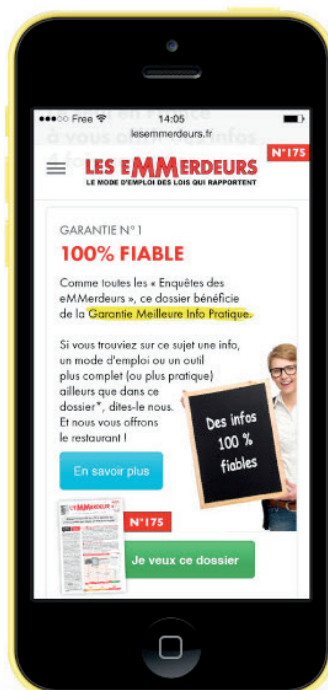 Free 14:05
lesemmerdeurs.fr
à vous
infos
N°175
LES eMMERDEURS
LE MODE D'EMPLOI DES LOIS QUI RAPPORTENT
GARANTIE N° 1
100% FIABLE
Comme toutes les « Enquêtes des
eMMerdeurs », ce dossier bénéficie
de la Garantie Meilleure Info Pratique.
Si vous trouviez sur ce sujet une info,
un mode d'emploi ou un outil
plus complet (ou plus pratique)
ailleurs que dans ce
dossier*, dites-le nous.
Et nous vous offrons
le restaurant !
Des infos
100 %
fiables
En savoir plus
LES EMMERDEURS
N°175
Je veux ce dossier